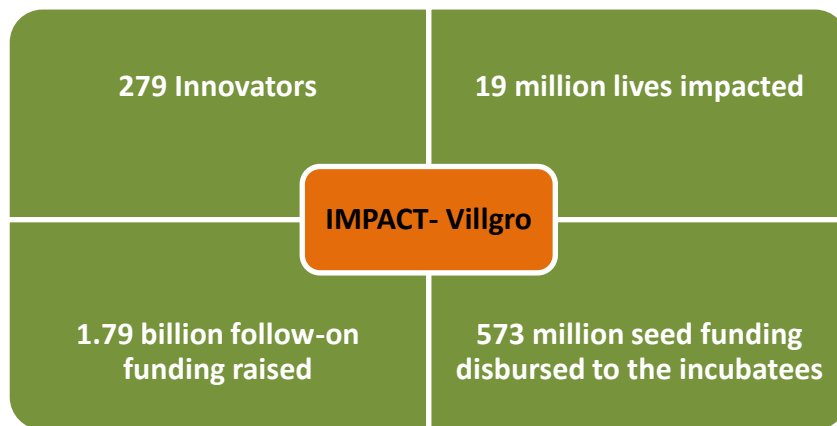 279 Innovators
19 million lives impacted
IMPACT- Villgro
1.79 billion follow-on
funding raised
573 million seed funding
disbursed to the incubatees